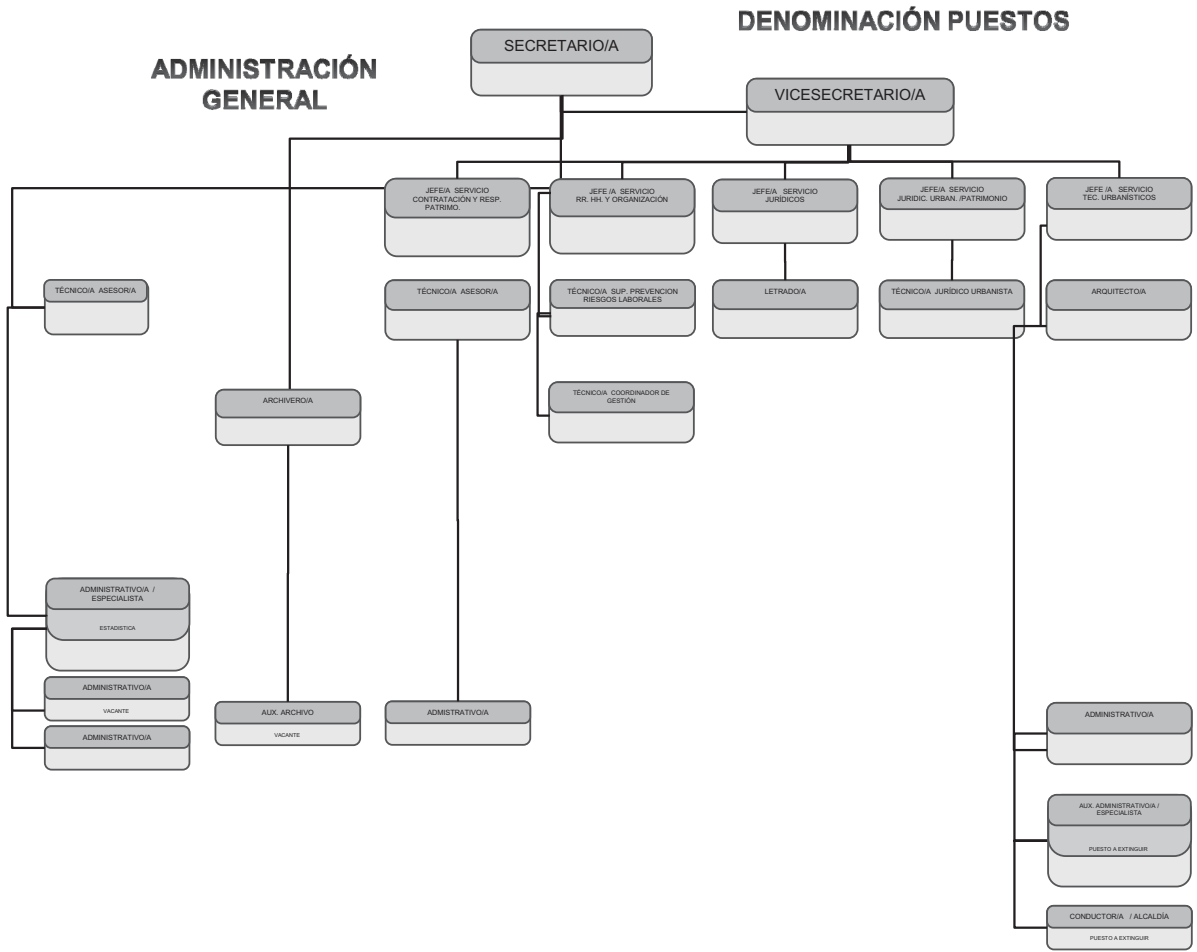 DENOMINACIÓN PUESTOS
ADMINISTRACIÓN
GENERAL
SECRETARIO/A
VICESECRETARIO/A
JEFE/A SERVICIO
CONTRATACIÓN Y RESP.
PATRIMO.
JEFE /A SERVICIO
RR. HH. Y ORGANIZACIÓN
JEFE/A SERVICIO
JURÍDICOS
JEFE/A SERVICIO
JURIDIC. URBAN. /PATRIMONIO
JEFE /A SERVICIO
TEC. URBANÍSTICOS
TÉCNICO/A ASESOR/A
TÉCNICO/A ASESOR/A
TÉCNICO/A SUP. PREVENCION
RIESGOS LABORALES
LETRADO/A
TÉCNICO/A JURÍDICO URBANISTA
ARQUITECTO/A
ARCHIVERO/A
TÉCNICO/A COORDINADOR DE
GESTIÓN
ADMINISTRATIVO/A /
ESPECIALISTA
ESTADISTICA
ADMINISTRATIVO/A
VACANTE
ADMINISTRATIVO/A
AUX. ARCHIVO
VACANTE
ADMISTRATIVO/A
ADMINISTRATIVO/A
AUX. ADMINISTRATIVO/A /
ESPECIALISTA
PUESTO A EXTINGUIR
CONDUCTOR/A / ALCALDÍA
PUESTO A EXTINGUIR